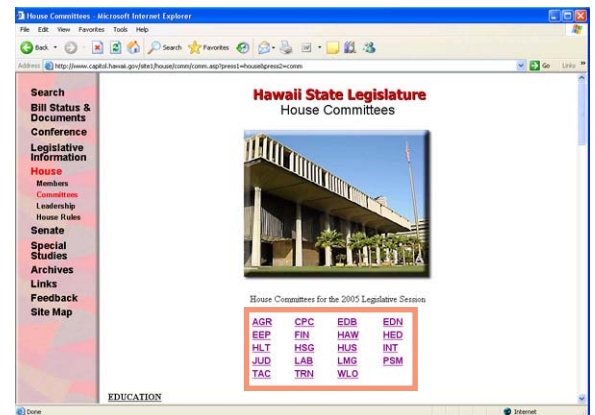 House Committees - Microsoft Internet Explorer
File Edit View Favorites Tools Help
Back Search Favorites
Address http://www.capitol.hawaii.gov/site1/house/comm/comm.asp?press1=house&press2=comm Go Links
Search
Bill Status &
Documents
Conference
Legislative
Information
House
Members
Committees
Leadership
House Rules
Senate
Special
Studies
Archives
Links
Feedback
Site Map
Hawaii State Legislature
House Committees
House Committees for the 2005 Legislative Session
AGR CPC EDB EDN
EEP FIN HAW HED
HLT HSG HUS INT
JUD LAB LMG PSM
TAC TRN WLO
EDUCATION
Done Internet